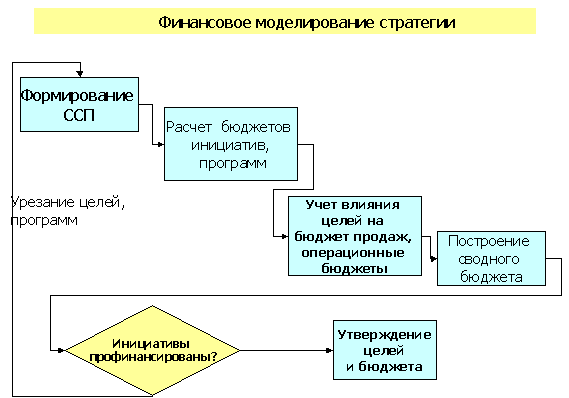 Финансовое моделирование стратегии
Формирование
ССП
Расчет бюджетов
инициатив,
программ
Урезание целей,
программ
Учет влияния
целей на
бюджет продаж,
операционные
бюджеты
Построение
сводного
бюджета
Инициативы
профинансированы?
Утверждение
целей
и бюджета